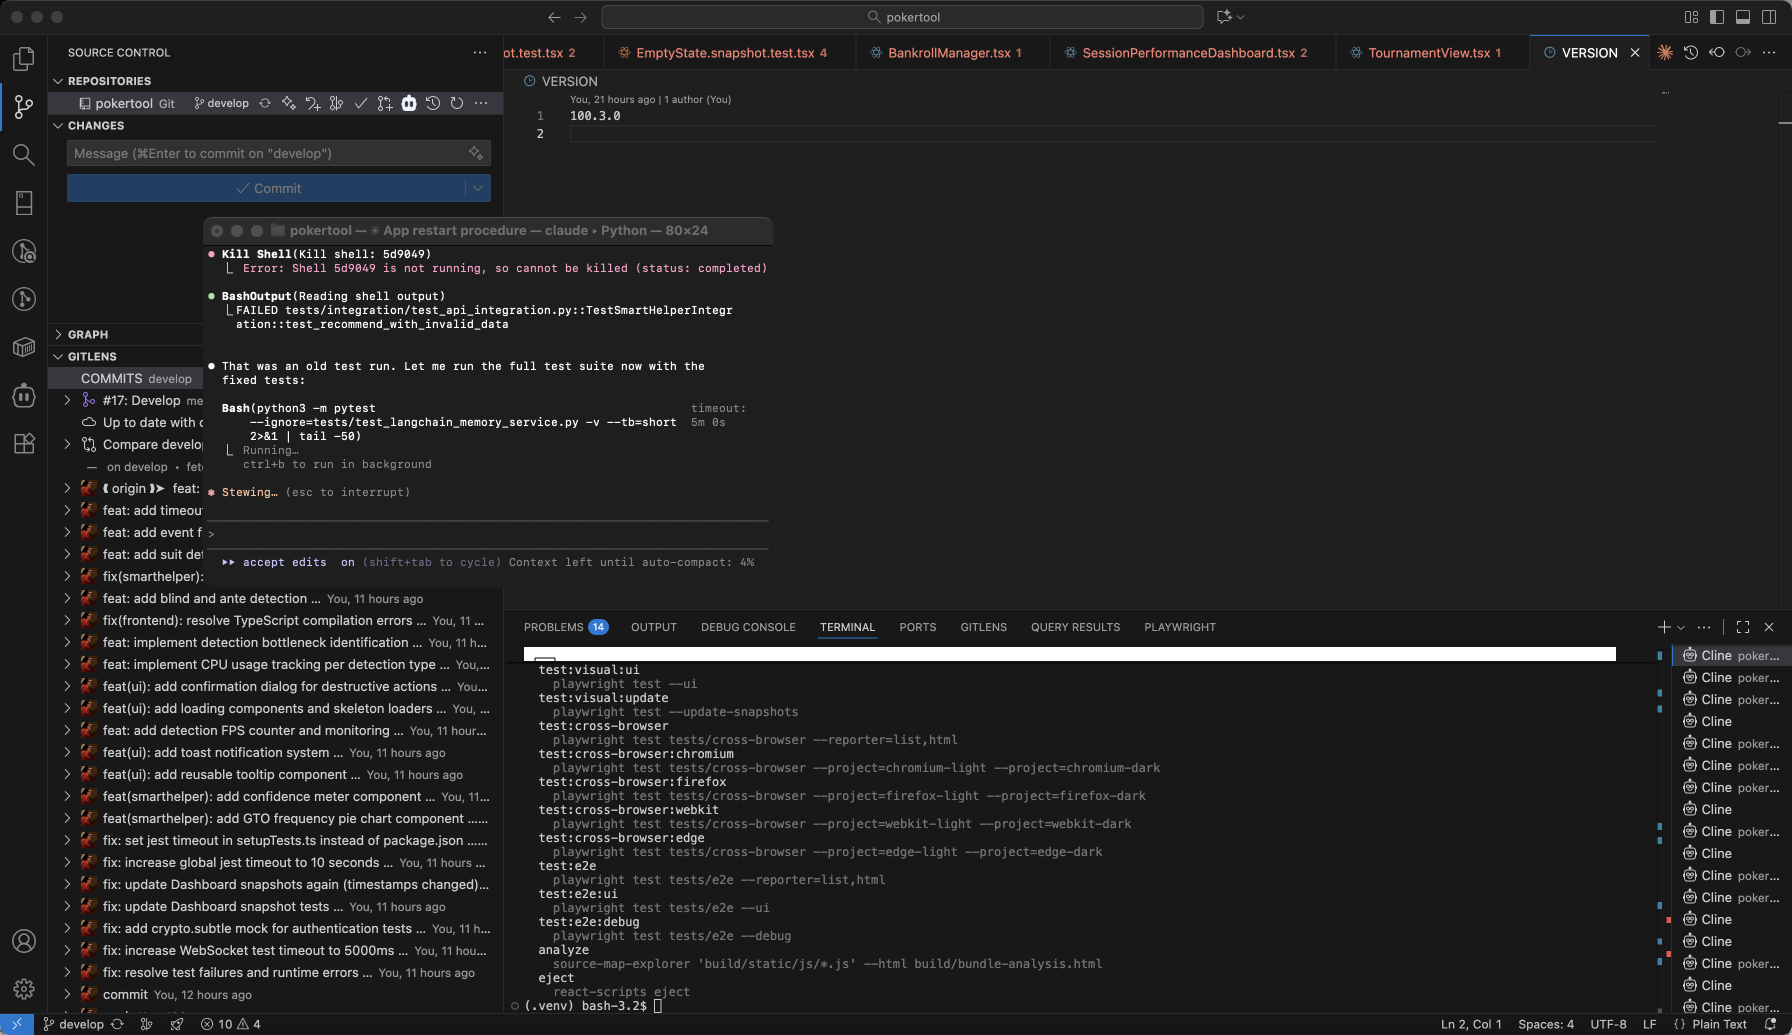 pokertool
SOURCE CONTROL
REPOSITORIES
pokertool Git develop
CHANGES
Message (⌘Enter to commit on "develop")
Commit
GRAPH
GITLENS
COMMITS develop
#17: Develop me
Up to date with o
Compare develop
on develop • fetc
origin feat:
feat: add timeou
feat: add event f
feat: add suit det
fix(smarthelper):
feat: add blind and ante detection ... You, 11 hours ago
fix(frontend): resolve TypeScript compilation errors ... You, 11 ...
feat: implement detection bottleneck identification ... You, 11 h...
feat: implement CPU usage tracking per detection type ... You,...
feat(ui): add confirmation dialog for destructive actions ... You...
feat(ui): add loading components and skeleton loaders ... You, ...
feat: add detection FPS counter and monitoring ... You, 11 hour...
feat(ui): add toast notification system ... You, 11 hours ago
feat(ui): add reusable tooltip component ... You, 11 hours ago
feat(smarthelper): add confidence meter component ... You, 11...
feat(smarthelper): add GTO frequency pie chart component ......
fix: set jest timeout in setupTests.ts instead of package.json ......
fix: increase global jest timeout to 10 seconds ... You, 11 hours ...
fix: update Dashboard snapshots again (timestamps changed)...
fix: update Dashboard snapshot tests ... You, 11 hours ago
fix: add crypto.subtle mock for authentication tests ... You, 11 h...
fix: increase WebSocket test timeout to 5000ms ... You, 11 hou...
fix: resolve test failures and runtime errors ... You, 11 hours ago
commit You, 12 hours ago
ot.test.tsx 2
EmptyState.snapshot.test.tsx 4
BankrollManager.tsx 1
SessionPerformanceDashboard.tsx 2
TournamentView.tsx 1
VERSION
VERSION
You, 21 hours ago | 1 author (You)
1 100.3.0
2
pokertool — ✳ App restart procedure — claude ▸ Python — 80×24
Kill Shell(Kill shell: 5d9049)
Error: Shell 5d9049 is not running, so cannot be killed (status: completed)
BashOutput(Reading shell output)
FAILED tests/integration/test_api_integration.py::TestSmartHelperIntegr
ation::test_recommend_with_invalid_data
That was an old test run. Let me run the full test suite now with the
fixed tests:
Bash(python3 -m pytest timeout:
--ignore=tests/test_langchain_memory_service.py -v --tb=short 5m 0s
2>&1 | tail -50)
Running…
ctrl+b to run in background
Stewing… (esc to interrupt)
>
accept edits on (shift+tab to cycle) Context left until auto-compact: 4%
PROBLEMS 14 OUTPUT DEBUG CONSOLE TERMINAL PORTS GITLENS QUERY RESULTS PLAYWRIGHT
test:visual:ui
playwright test --ui
test:visual:update
playwright test --update-snapshots
test:cross-browser
playwright test tests/cross-browser --reporter=list,html
test:cross-browser:chromium
playwright test tests/cross-browser --project=chromium-light --project=chromium-dark
test:cross-browser:firefox
playwright test tests/cross-browser --project=firefox-light --project=firefox-dark
test:cross-browser:webkit
playwright test tests/cross-browser --project=webkit-light --project=webkit-dark
test:cross-browser:edge
playwright test tests/cross-browser --project=edge-light --project=edge-dark
test:e2e
playwright test tests/e2e --reporter=list,html
test:e2e:ui
playwright test tests/e2e --ui
test:e2e:debug
playwright test tests/e2e --debug
analyze
source-map-explorer 'build/static/js/*.js' --html build/bundle-analysis.html
eject
react-scripts eject
(.venv) bash-3.2$
Cline poker...
Cline poker...
Cline poker...
Cline
Cline poker...
Cline poker...
Cline poker...
Cline
Cline poker...
Cline
Cline poker...
Cline poker...
Cline
Cline
Cline poker...
Cline
Cline poker...
develop 10 4
Ln 2, Col 1 Spaces: 4 UTF-8 LF {} Plain Text